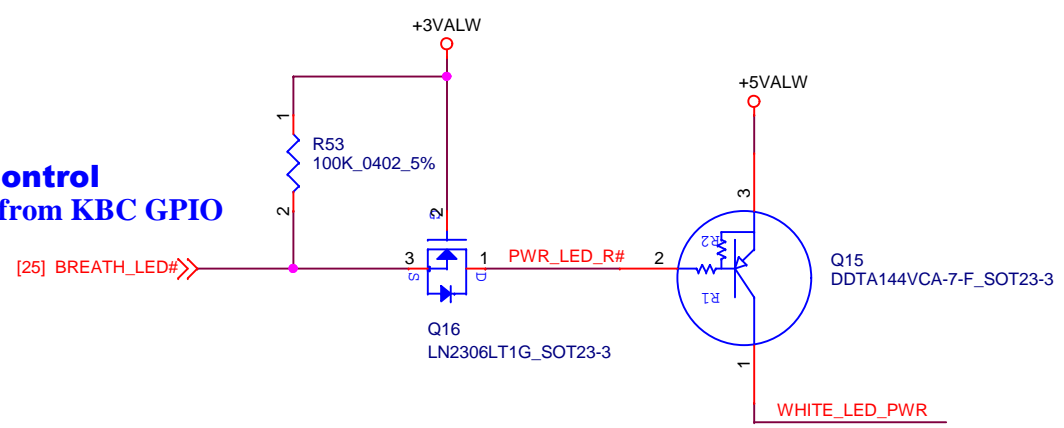 +3VALW
+5VALW
1
R53
100K_0402_5%
2
ontrol
from KBC GPIO
[25] BREATH_LED#
G
2
3
S
1
D
PWR_LED_R#
2
3
R2
R1
Q15
DDTA144VCA-7-F_SOT23-3
Q16
LN2306LT1G_SOT23-3
1
WHITE_LED_PWR